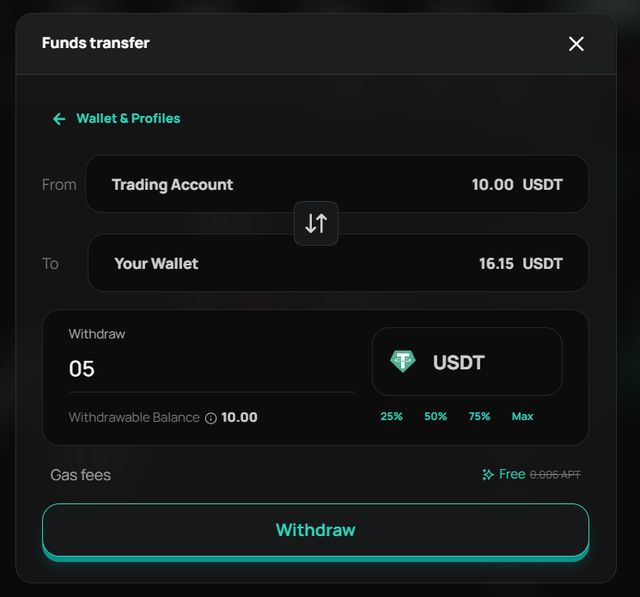 Funds transfer
Wallet & Profiles
From Trading Account 10.00 USDT
To Your Wallet 16.15 USDT
Withdraw
05
USDT
Withdrawable Balance 10.00
25% 50% 75% Max
Gas fees Free 0.006 APT
Withdraw